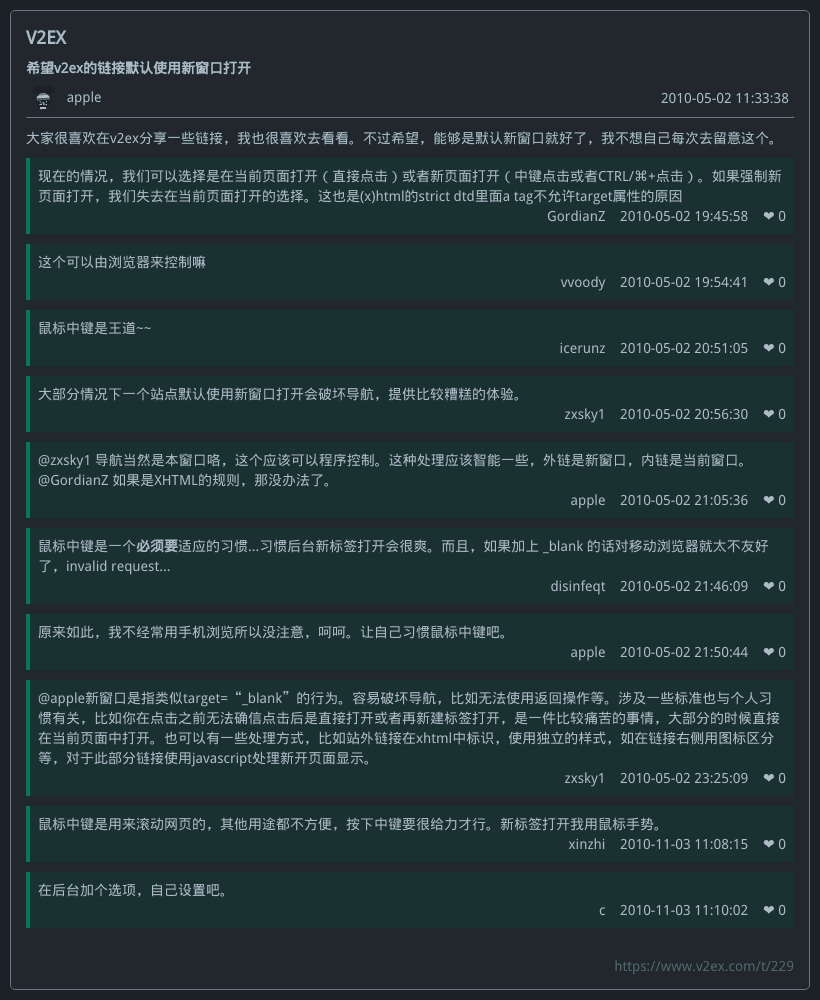 V2EX
希望v2ex的链接默认使用新窗口打开
apple 2010-05-02 11:33:38
大家很喜欢在v2ex分享一些链接，我也很喜欢去看看。不过希望，能够是默认新窗口就好了，我不想自己每次去留意这个。
现在的情况，我们可以选择是在当前页面打开（直接点击）或者新页面打开（中键点击或者CTRL/⌘+点击）。如果强制新
页面打开，我们失去在当前页面打开的选择。这也是(x)html的strict dtd里面a tag不允许target属性的原因
GordianZ 2010-05-02 19:45:58 ❤ 0
这个可以由浏览器来控制嘛
vvoody 2010-05-02 19:54:41 ❤ 0
鼠标中键是王道~~
icerunz 2010-05-02 20:51:05 ❤ 0
大部分情况下一个站点默认使用新窗口打开会破坏导航，提供比较糟糕的体验。
zxsky1 2010-05-02 20:56:30 ❤ 0
@zxsky1 导航当然是本窗口咯，这个应该可以程序控制。这种处理应该智能一些，外链是新窗口，内链是当前窗口。
@GordianZ 如果是XHTML的规则，那没办法了。
apple 2010-05-02 21:05:36 ❤ 0
鼠标中键是一个必须要适应的习惯...习惯后台新标签打开会很爽。而且，如果加上 _blank 的话对移动浏览器就太不友好
了，invalid request...
disinfeqt 2010-05-02 21:46:09 ❤ 0
原来如此，我不经常用手机浏览所以没注意，呵呵。让自己习惯鼠标中键吧。
apple 2010-05-02 21:50:44 ❤ 0
@apple新窗口是指类似target=“_blank”的行为。容易破坏导航，比如无法使用返回操作等。涉及一些标准也与个人习
惯有关，比如你在点击之前无法确信点击后是直接打开或者再新建标签打开，是一件比较痛苦的事情，大部分的时候直接
在当前页面中打开。也可以有一些处理方式，比如站外链接在xhtml中标识，使用独立的样式，如在链接右侧用图标区分
等，对于此部分链接使用javascript处理新开页面显示。
zxsky1 2010-05-02 23:25:09 ❤ 0
鼠标中键是用来滚动网页的，其他用途都不方便，按下中键要很给力才行。新标签打开我用鼠标手势。
xinzhi 2010-11-03 11:08:15 ❤ 0
在后台加个选项，自己设置吧。
c 2010-11-03 11:10:02 ❤ 0
https://www.v2ex.com/t/229